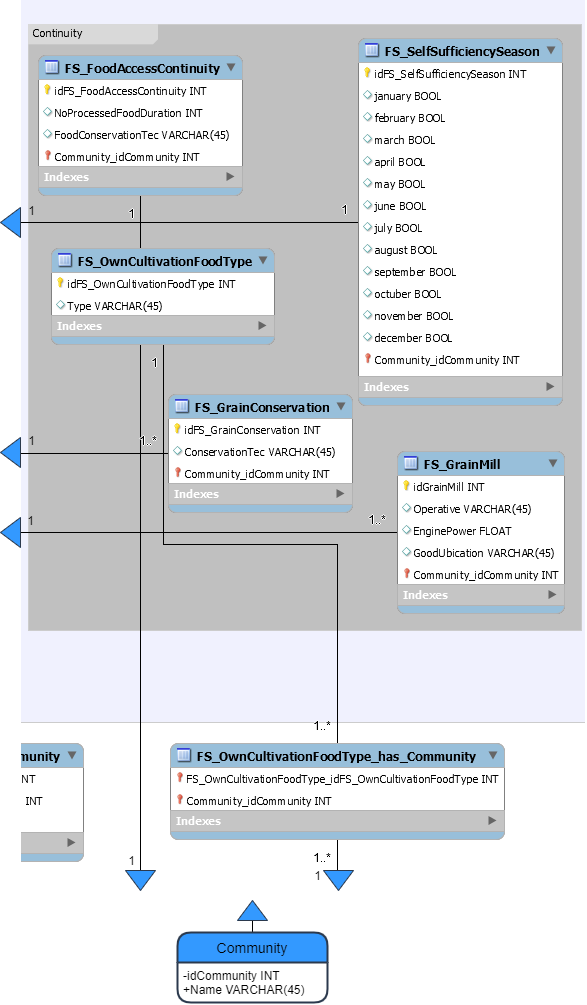 Continuity
FS_FoodAccessContinuity
idFS_FoodAccessContinuity INT
NoProcessedFoodDuration INT
FoodConservationTec VARCHAR(45)
Community_idCommunity INT
Indexes
FS_SelfSufficiencySeason
idFS_SelfSufficiencySeason INT
january BOOL
february BOOL
march BOOL
april BOOL
may BOOL
june BOOL
july BOOL
august BOOL
september BOOL
octuber BOOL
november BOOL
december BOOL
Community_idCommunity INT
Indexes
1
1
1
FS_OwnCultivationFoodType
idFS_OwnCultivationFoodType INT
Type VARCHAR(45)
Indexes
1
FS_GrainConservation
idFS_GrainConservation INT
ConservationTec VARCHAR(45)
Community_idCommunity INT
Indexes
1
1..*
FS_GrainMill
idGrainMill INT
Operative VARCHAR(45)
EnginePower FLOAT
GoodUbication VARCHAR(45)
Community_idCommunity INT
Indexes
1
1..*
1..*
munity
NT
INT
FS_OwnCultivationFoodType_has_Community
FS_OwnCultivationFoodType_idFS_OwnCultivationFoodType INT
Community_idCommunity INT
Indexes
1
1..*
1
Community
-idCommunity INT
+Name VARCHAR(45)